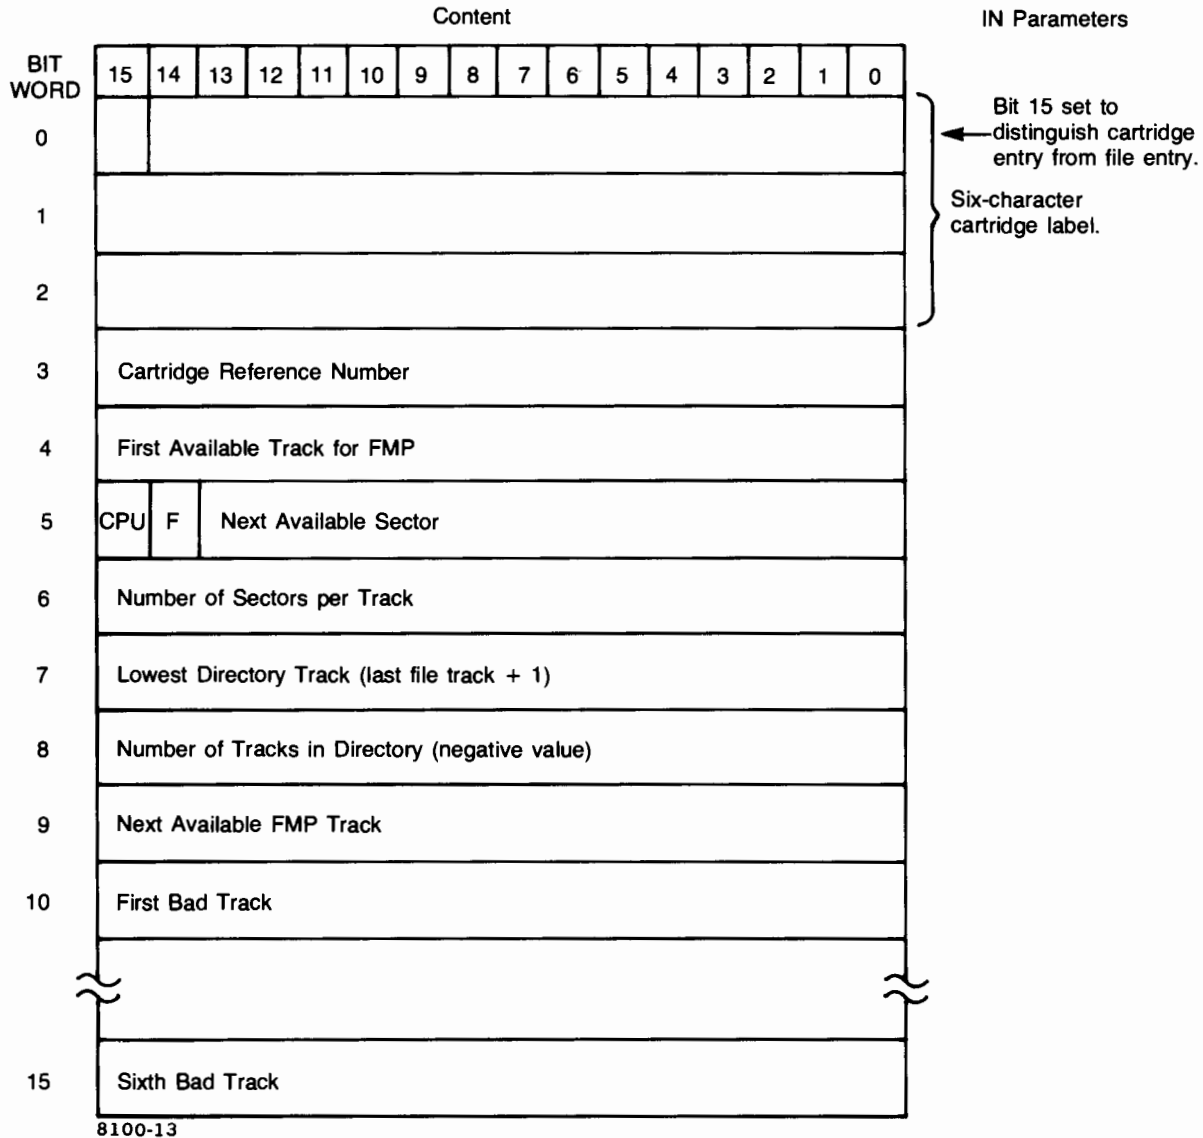 Content IN Parameters
BIT WORD 15 14 13 12 11 10 9 8 7 6 5 4 3 2 1 0
0
Bit 15 set to
distinguish cartridge
entry from file entry.
1
Six-character
cartridge label.
2
3 Cartridge Reference Number
4 First Available Track for FMP
5 CPU F Next Available Sector
6 Number of Sectors per Track
7 Lowest Directory Track (last file track + 1)
8 Number of Tracks in Directory (negative value)
9 Next Available FMP Track
10 First Bad Track
15 Sixth Bad Track
8100-13